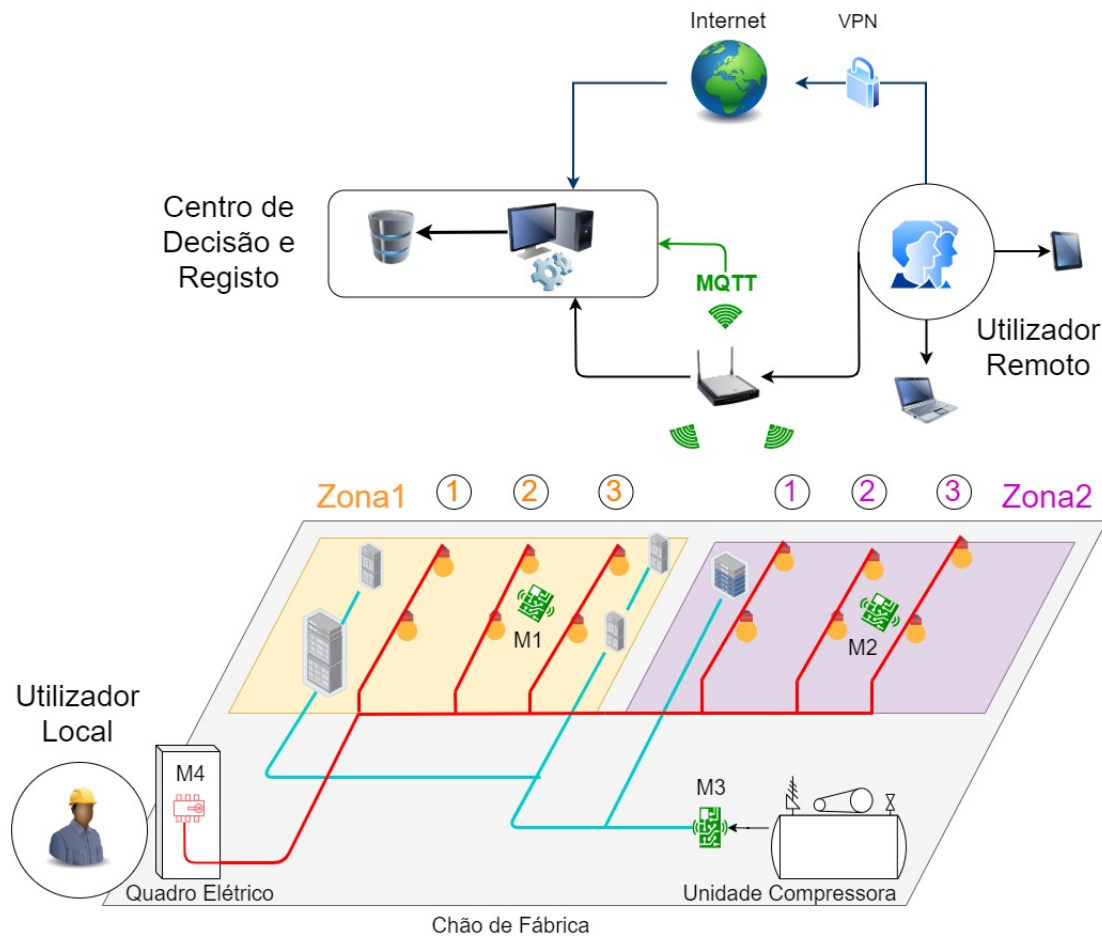 Internet
VPN
Centro de
Decisão e
Registo
MQTT
Utilizador
Remoto
Zona1
1
2
3
1
2
3
Zona2
M1
M2
Utilizador
Local
M4
M3
Quadro Elétrico
Unidade Compressora
Chão de Fábrica